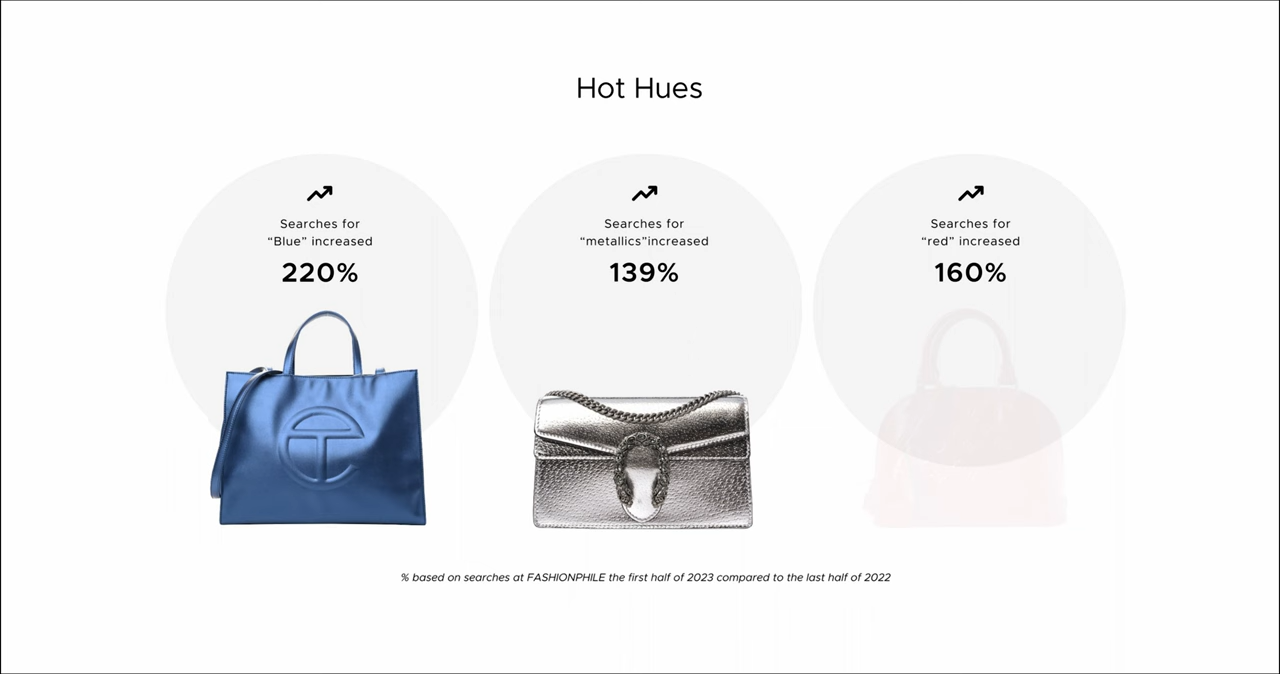 Hot Hues
Searches for
“Blue” increased
220%
Searches for
“metallics”increased
139%
Searches for
“red” increased
160%
% based on searches at FASHIONPHILE the first half of 2023 compared to the last half of 2022